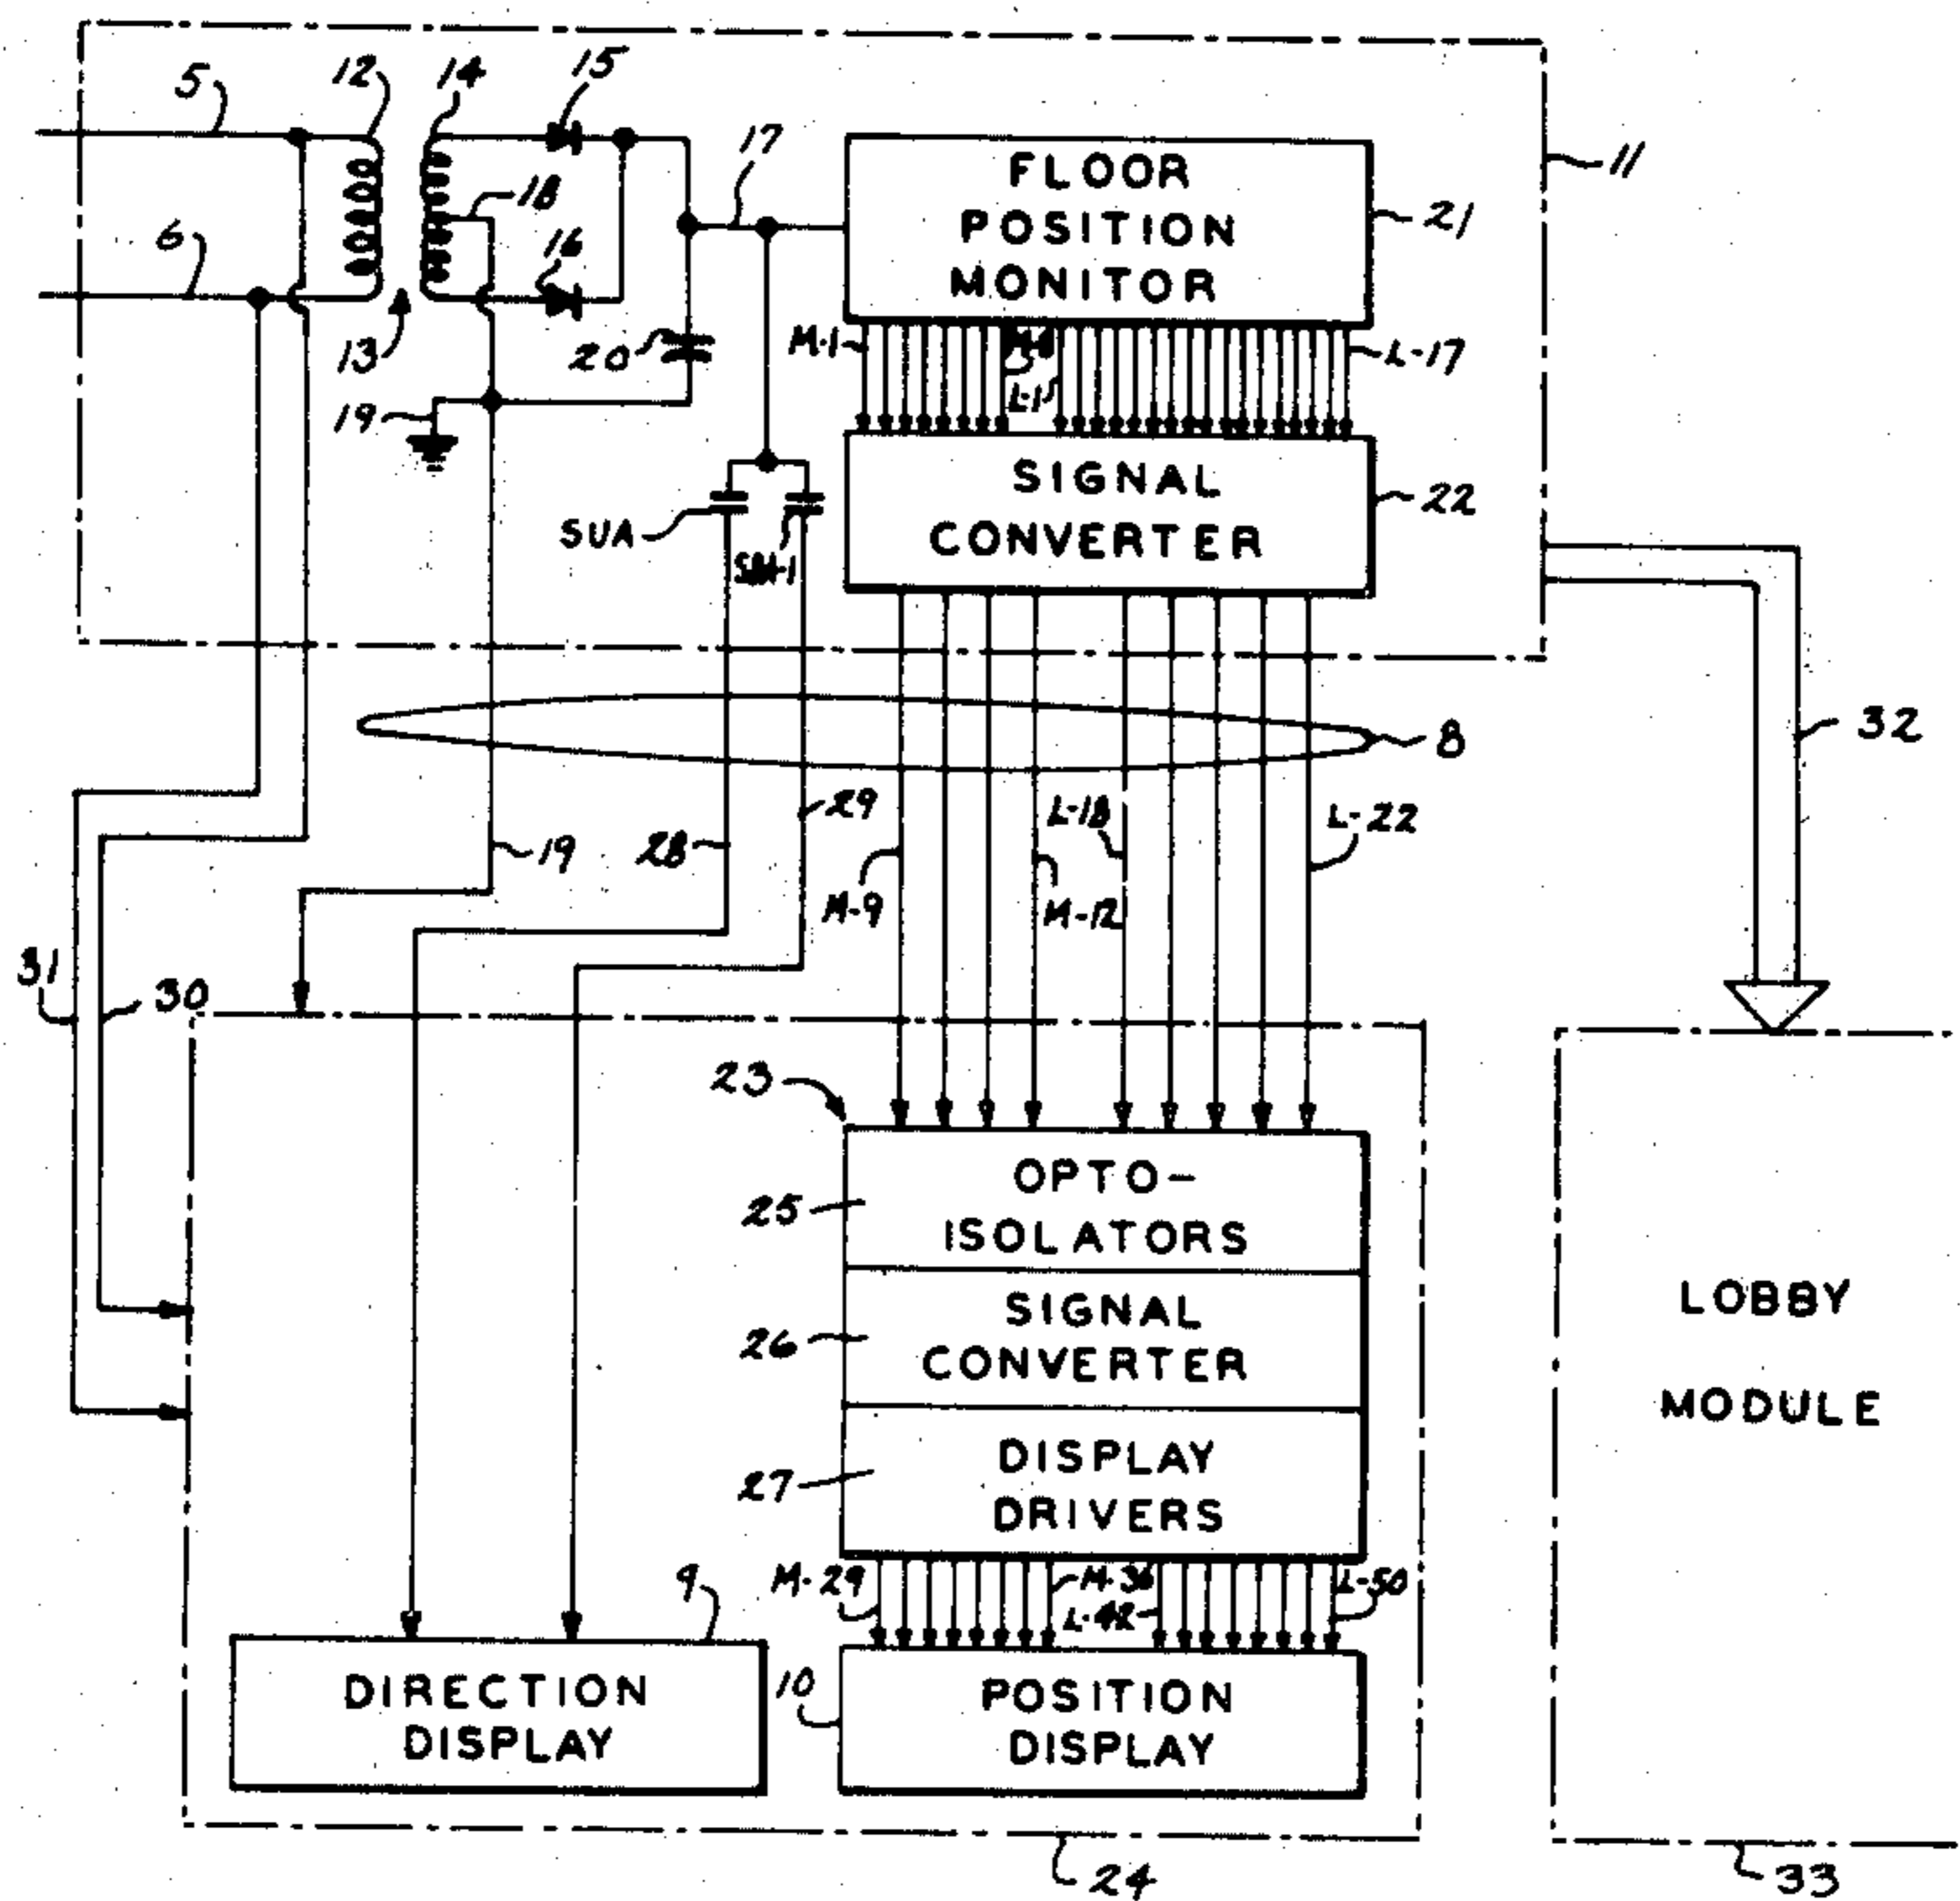 5
12
14
15
17
FLOOR
POSITION
MONITOR
11
18
21
6
16
13
20
M-1
L-1
L-17
19
SIGNAL
CONVERTER
22
SUA
8
32
29
L-18
L-22
19
28
M-9
M-12
31
30
23
OPTO-
ISOLATORS
25
SIGNAL
CONVERTER
26
LOBBY
MODULE
DISPLAY
DRIVERS
27
M-29
M-36
L-50
9
DIRECTION
DISPLAY
10
POSITION
DISPLAY
24
33